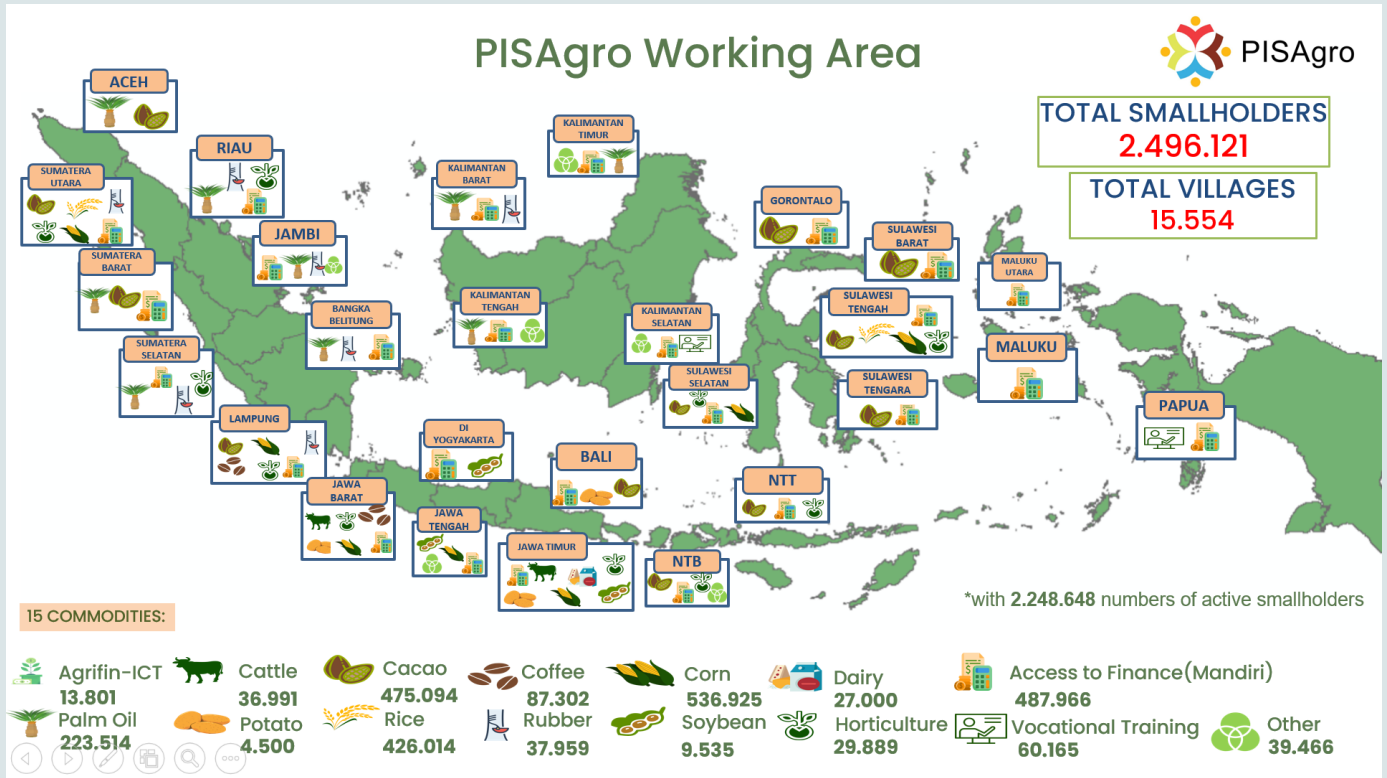 PISAgro Working Area
PISAgro
TOTAL SMALLHOLDERS
2.496.121
TOTAL VILLAGES
15.554
ACEH
RIAU
SUMATERA
UTARA
JAMBI
SUMATERA
BARAT
BANGKA
BELITUNG
SUMATERA
SELATAN
LAMPUNG
JAWA
BARAT
DI
YOGYAKARTA
JAWA
TENGAH
JAWA TIMUR
BALI
NTB
NTT
KALIMANTAN
TIMUR
KALIMANTAN
BARAT
KALIMANTAN
TENGAH
KALIMANTAN
SELATAN
GORONTALO
SULAWESI
BARAT
SULAWESI
TENGAH
SULAWESI
SELATAN
SULAWESI
TENGARA
MALUKU
UTARA
MALUKU
PAPUA
*with 2.248.648 numbers of active smallholders
15 COMMODITIES:
Agrifin-ICT
13.801
Cattle
36.991
Cacao
475.094
Coffee
87.302
Corn
536.925
Dairy
27.000
Access to Finance(Mandiri)
487.966
Palm Oil
223.514
Potato
4.500
Rice
426.014
Rubber
37.959
Soybean
9.535
Horticulture
29.889
Vocational Training
60.165
Other
39.466